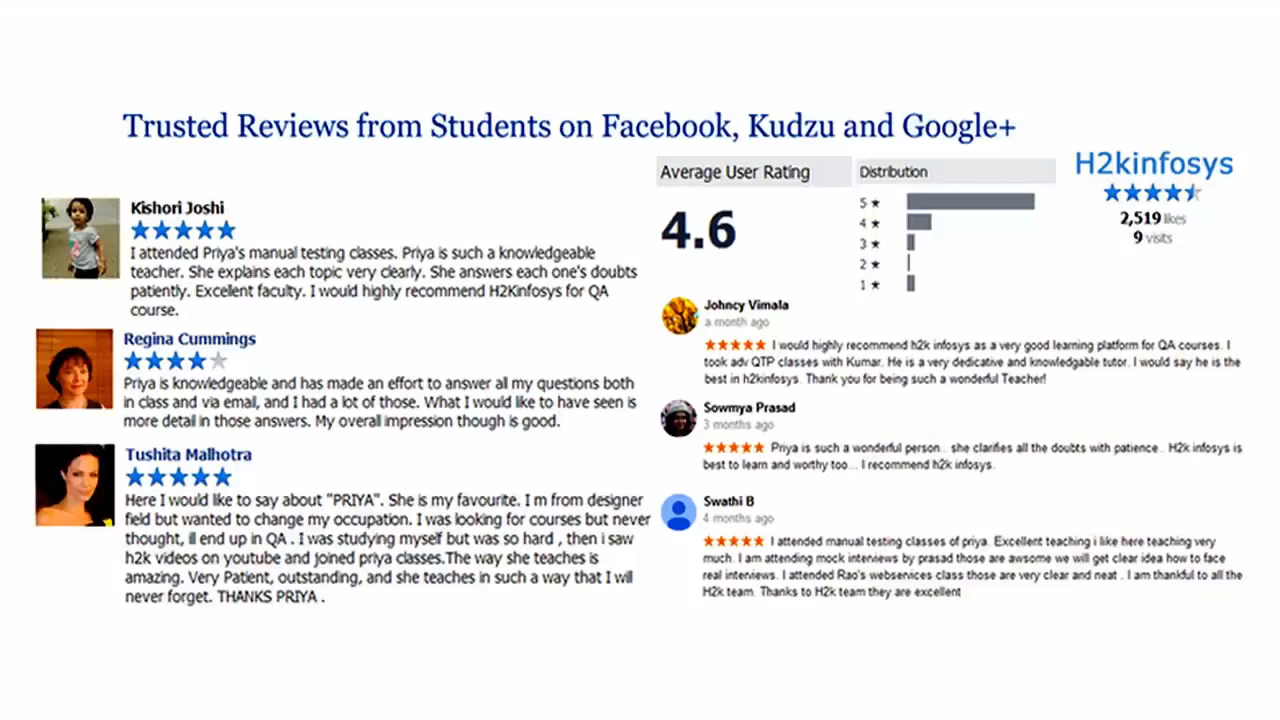 Trusted Reviews from Students on Facebook, Kudzu and Google+
Kishori Joshi
I attended Priya's manual testing classes. Priya is such a knowledgeable
teacher. She explains each topic very clearly. She answers each one's doubts
patiently. Excellent faculty. I would highly recommend H2Kinfosys for QA
course.
Regina Cummings
Priya is knowledgeable and has made an effort to answer all my questions both
in class and via email, and I had a lot of those. What I would like to have seen is
more detail in those answers. My overall impression though is good.
Tushita Malhotra
Here I would like to say about "PRIYA". She is my favourite. I m from designer
field but wanted to change my occupation. I was looking for courses but never
thought, ill end up in QA . I was studying myself but was so hard , then i saw
h2k videos on youtube and joined priya classes.The way she teaches is
amazing. Very Patient, outstanding, and she teaches in such a way that I will
never forget. THANKS PRIYA .
Average User Rating
4.6
Distribution
5 ★
4 ★
3 ★
2 ★
1 ★
H2kinfosys
2,519 likes
9 visits
Johncy Vimala
a month ago
★★★★★ I would highly recommend h2k infosys as a very good learning platform for QA courses. I
took adv QTP classes with Kumar. He is a very dedicative and knowledgable tutor. I would say he is the
best in h2kinfosys. Thank you for being such a wonderful Teacher!
Sowmya Prasad
3 months ago
★★★★★ Priya is such a wonderful person.. she clarifies all the doubts with patience.. H2k infosys is
best to learn and worthy too... I recommend h2k infosys.
Swathi B
4 months ago
★★★★★ I attended manual testing classes of priya. Excellent teaching i like here teaching very
much. I am attending mock interviews by prasad those are awsome we will get clear idea how to face
real interviews. I attended Rao's webservices class those are very clear and neat . I am thankful to all the
H2k team. Thanks to H2k team they are excellent